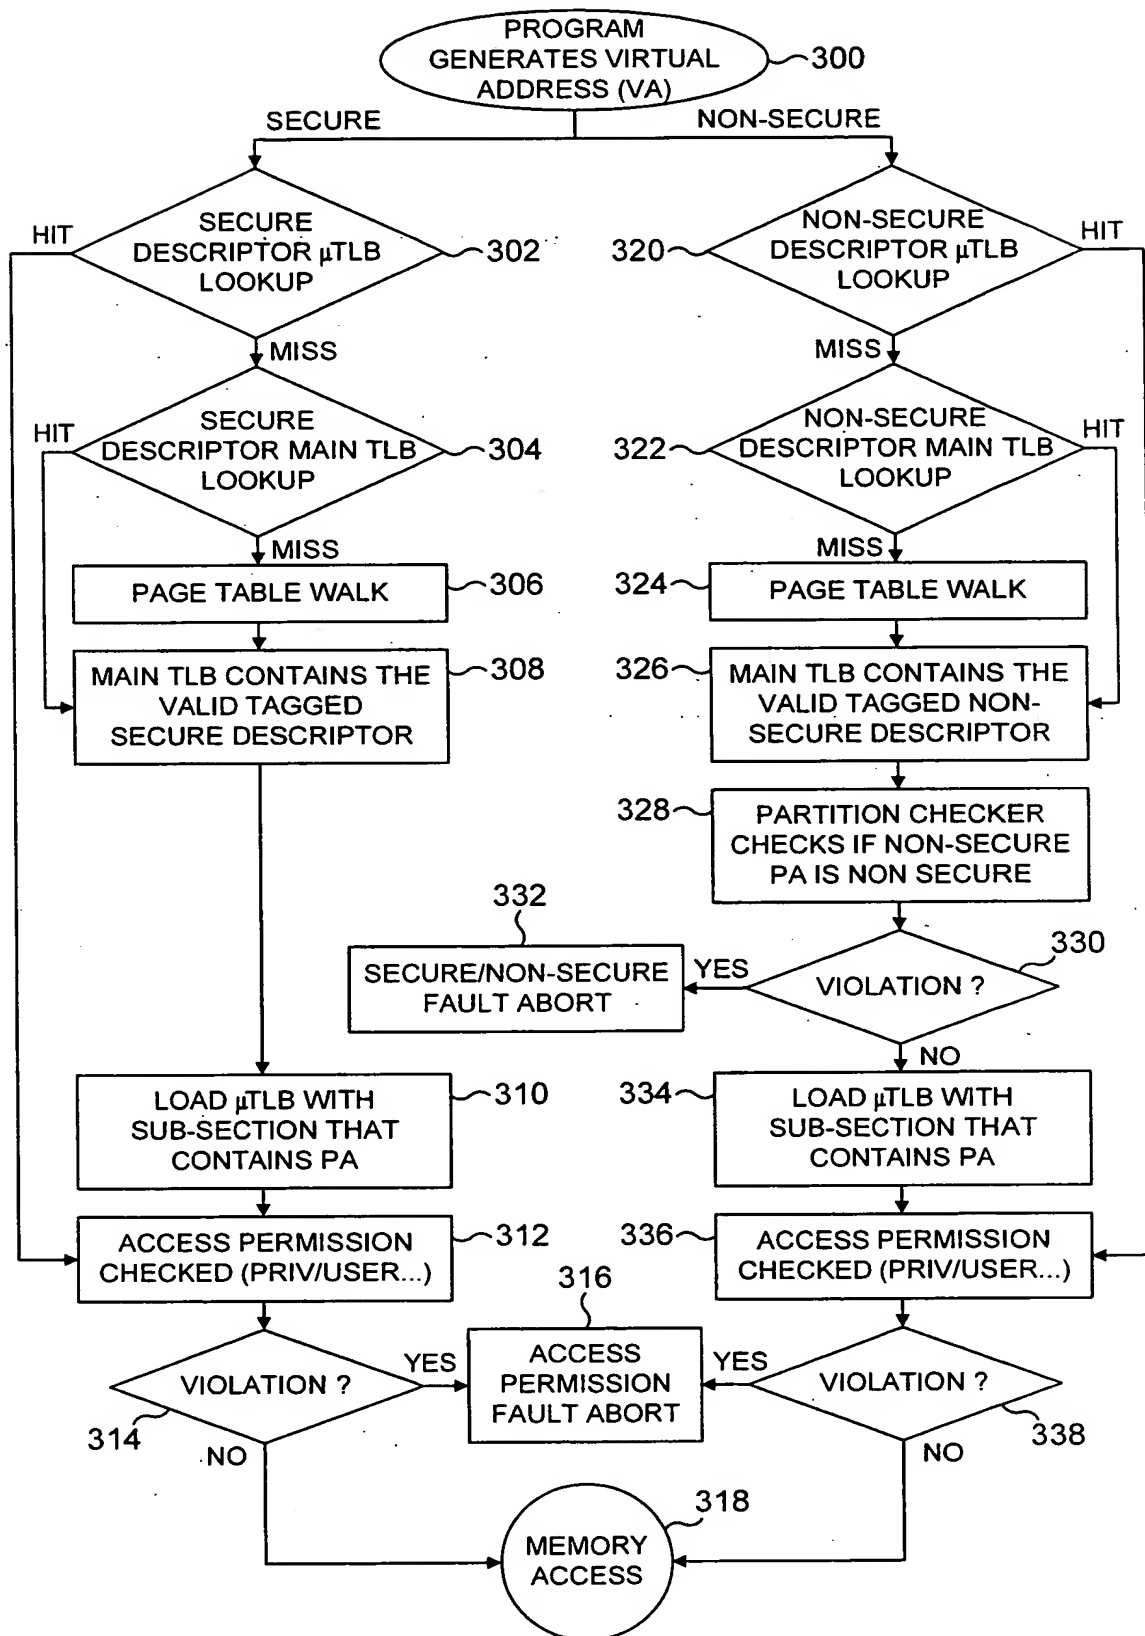 PROGRAM
GENERATES VIRTUAL
ADDRESS (VA)
300
SECURE
NON-SECURE
HIT
SECURE
DESCRIPTOR µTLB
LOOKUP
302
320
NON-SECURE
DESCRIPTOR µTLB
LOOKUP
HIT
MISS
MISS
HIT
SECURE
DESCRIPTOR MAIN TLB
LOOKUP
304
322
NON-SECURE
DESCRIPTOR MAIN TLB
LOOKUP
HIT
MISS
MISS
PAGE TABLE WALK
306
324
PAGE TABLE WALK
MAIN TLB CONTAINS THE
VALID TAGGED
SECURE DESCRIPTOR
308
326
MAIN TLB CONTAINS THE
VALID TAGGED NON-
SECURE DESCRIPTOR
328
PARTITION CHECKER
CHECKS IF NON-SECURE
PA IS NON SECURE
332
SECURE/NON-SECURE
FAULT ABORT
YES
VIOLATION ?
330
NO
LOAD µTLB WITH
SUB-SECTION THAT
CONTAINS PA
310
334
LOAD µTLB WITH
SUB-SECTION THAT
CONTAINS PA
ACCESS PERMISSION
CHECKED (PRIV/USER...)
312
336
ACCESS PERMISSION
CHECKED (PRIV/USER...)
316
VIOLATION ?
YES
ACCESS
PERMISSION
FAULT ABORT
YES
VIOLATION ?
314
NO
338
NO
318
MEMORY
ACCESS